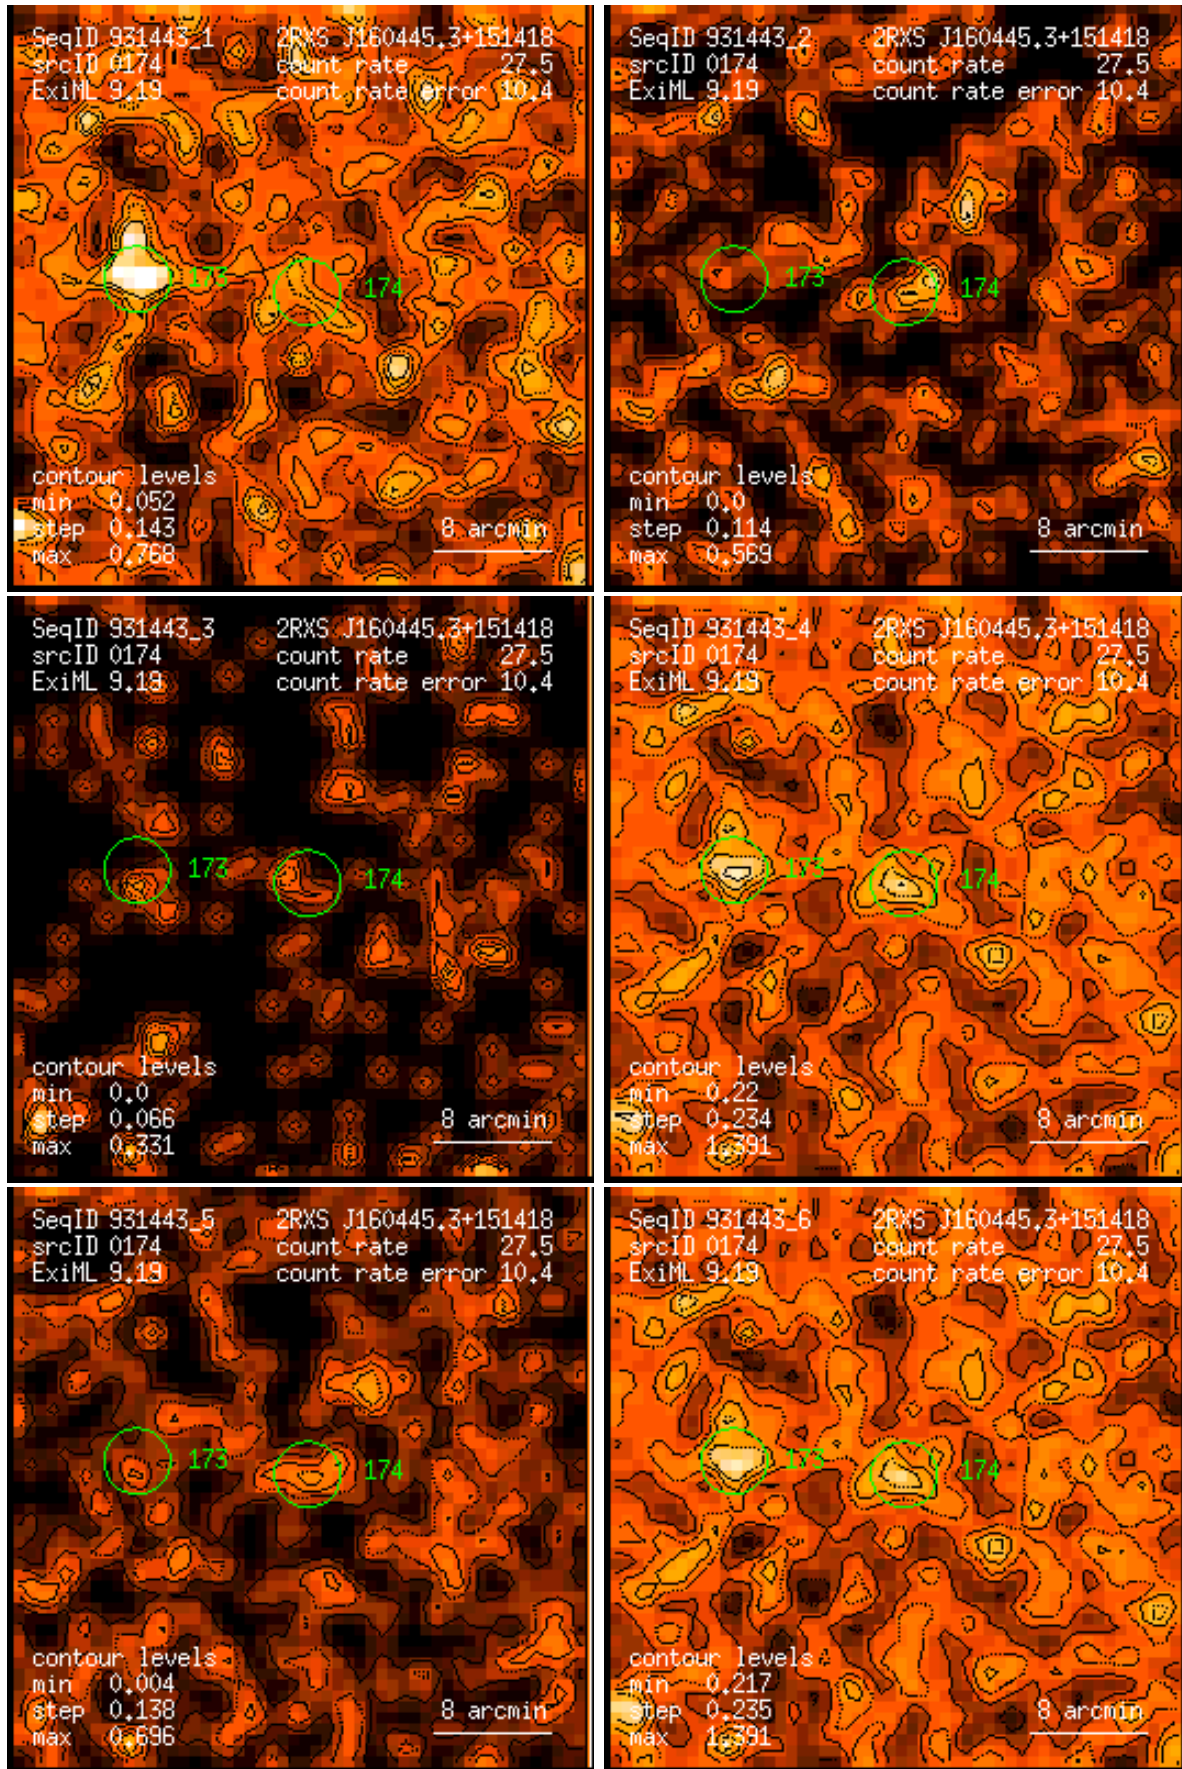 SeqID 931443_1 2RXS J160445.3+151418
srcID 0174 count rate 27.5
ExiML 9.19 count rate error 10.4
173
174
contour levels
min 0.052
step 0.143 8 arcmin
max 0.768
SeqID 931443_2 2RXS J160445.3+151418
srcID 0174 count rate 27.5
ExiML 9.19 count rate error 10.4
173
174
contour levels
min 0.0
step 0.114 8 arcmin
max 0.569
SeqID 931443_3 2RXS J160445.3+151418
srcID 0174 count rate 27.5
ExiML 9.19 count rate error 10.4
173
174
contour levels
min 0.0
step 0.066 8 arcmin
max 0.331
SeqID 931443_4 2RXS J160445.3+151418
srcID 0174 count rate 27.5
ExiML 9.19 count rate error 10.4
173
174
contour levels
min 0.22
step 0.234 8 arcmin
max 1.391
SeqID 931443_5 2RXS J160445.3+151418
srcID 0174 count rate 27.5
ExiML 9.19 count rate error 10.4
173
174
contour levels
min 0.004
step 0.138 8 arcmin
max 0.696
SeqID 931443_6 2RXS J160445.3+151418
srcID 0174 count rate 27.5
ExiML 9.19 count rate error 10.4
173
174
contour levels
min 0.217
step 0.235 8 arcmin
max 1.391